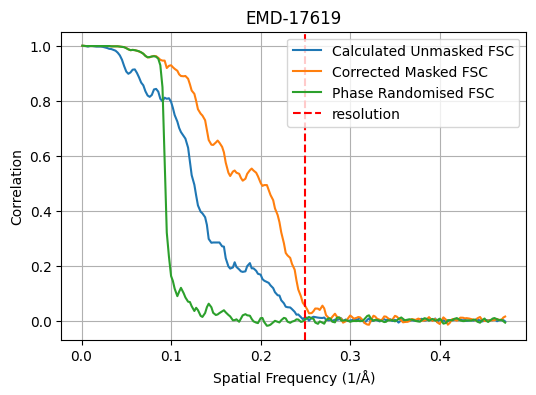 EMD-17619
Calculated Unmasked FSC
Corrected Masked FSC
Phase Randomised FSC
resolution
Correlation
1.0
0.8
0.6
0.4
0.2
0.0
0.0 0.1 0.2 0.3 0.4
Spatial Frequency (1/Å)